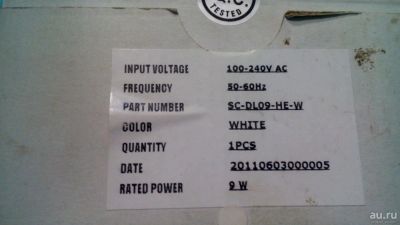 TESTED
INPUT VOLTAGE 100-240V AC
FREQUENCY 50-60Hz
PART NUMBER SC-DL09-HE-W
COLOR WHITE
QUANTITY 1PCS
DATE 20110603000005
RATED POWER 9 W
au.ru